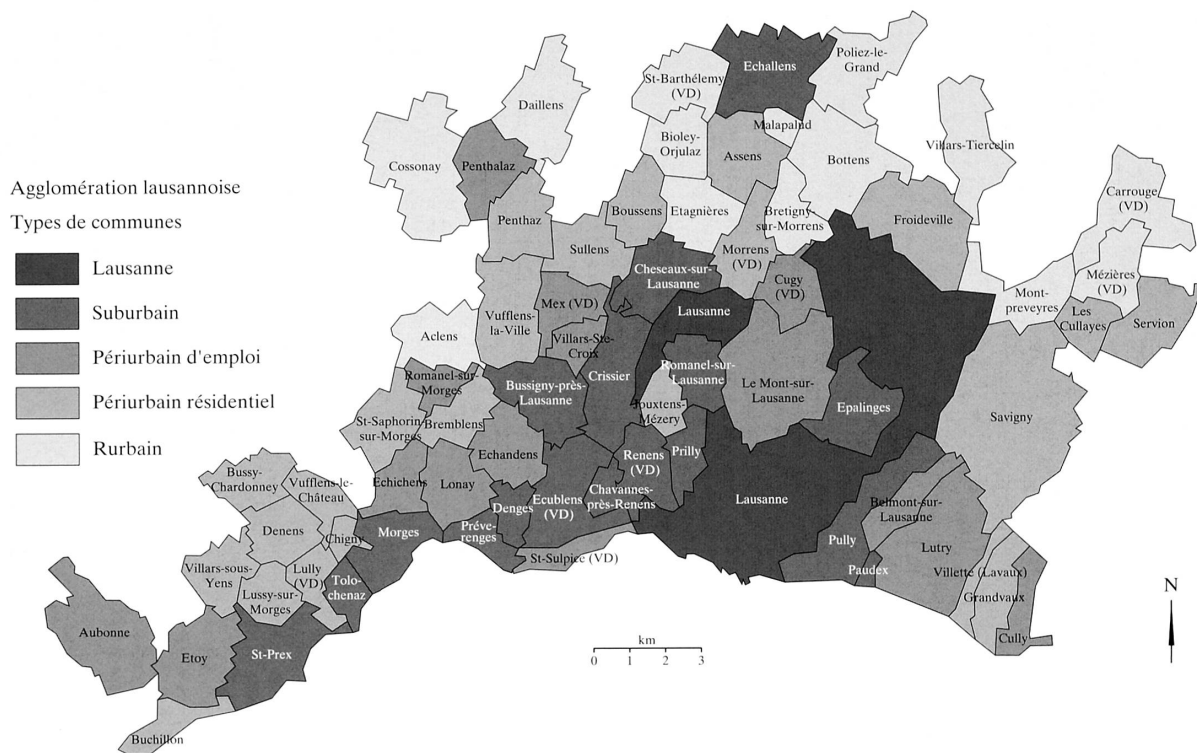 Agglomération lausannoise
Types de communes
Lausanne
Suburbain
Périurbain d'emploi
Périurbain résidentiel
Rurbain
Echallens
Poliez-le-
Grand
St-Barthélemy
(VD)
Daillens
Malapalud
Bioley-
Orjulaz
Assens
Bottens
Villars-Tiercelin
Cossonay
Penthalaz
Carrouge
(VD)
Penthaz
Boussens
Etagnières
Bretigny-
sur-Morrens
Froideville
Sullens
Morrens
(VD)
Mézières
(VD)
Cheseaux-sur-
Lausanne
Cugy
(VD)
Mont-
preveyres
Mex (VD)
Vufflens-
la-Ville
Lausanne
Les
Cullayes
Servion
Aclens
Villars-Ste-
Croix
Romanel-sur-
Lausanne
Crissier
Romanel-sur-
Morges
Bussigny-près-
Lausanne
Le Mont-sur-
Lausanne
Jouxtens-
Mézery
Epalinges
Savigny
St-Saphorin-
sur-Morges
Bremblens
Echandens
Renens
(VD)
Prilly
Bussy-
Chardonney
Vufflens-le-
Château
Echichens
Lonay
Ecublens
(VD)
Chavannes-
près-Renens
Lausanne
Belmont-sur-
Lausanne
Denges
Denens
Chigny
Morges
Préve-
renges
Pully
Lutry
St-Sulpice (VD)
Villars-sous-
Yens
Lully
(VD)
Tolo-
chenaz
Paudex
Villette (Lavaux)
Lussy-sur-
Morges
Grandvaux
Aubonne
Etoy
St-Prex
Cully
Buchillon
km
0 1 2 3
N